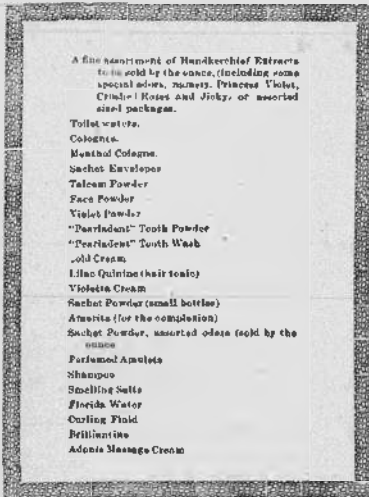 A fine assortment of Handkerchief Extracts
to be sold by the ounce, (including some
special odors, namely, Princess Violet,
Crushed Roses and Jicky, or assorted
sized packages.
Toilet waters.
Colognes.
Menthol Cologne.
Sachet Envelopes
Talcum Powder
Face Powder
Violet Powder
"Pearladent" Tooth Powder
"Pearladent" Tooth Wash
Cold Cream
Lilac Quinine (hair tonic)
Violetta Cream
Sachet Powder (small bottles)
Amorita (for the complexion)
Sachet Powder, assorted odors (sold by the
ounce
Perfumed Amulets
Shampoo
Smelling Salts
Florida Water
Curling Fluid
Brilliantine
Adonis Massage Cream